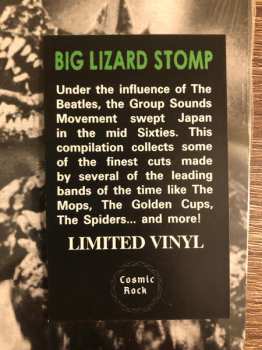 BIG LIZARD STOMP
Under the influence of The
Beatles, the Group Sounds
Movement swept Japan
in the mid Sixties. This
compilation collects some
of the finest cuts made
by several of the leading
bands of the time like The
Mops, The Golden Cups,
The Spiders... and more!
LIMITED VINYL
Cosmic
Rock